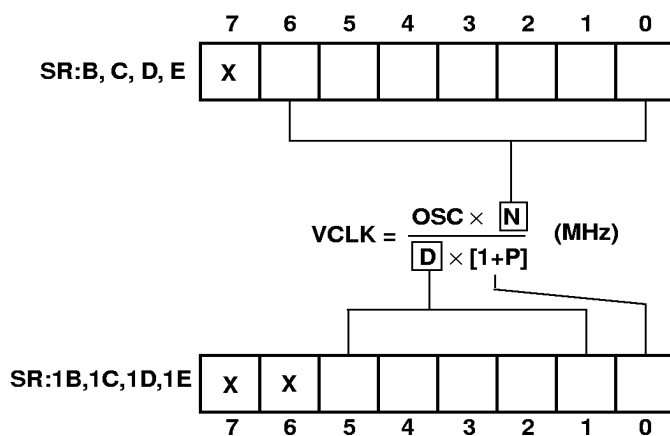 7 6 5 4 3 2 1 0
SR:B, C, D, E X
OSC × N
VCLK = (MHz)
D × [1+P]
SR:1B,1C,1D,1E X X
7 6 5 4 3 2 1 0